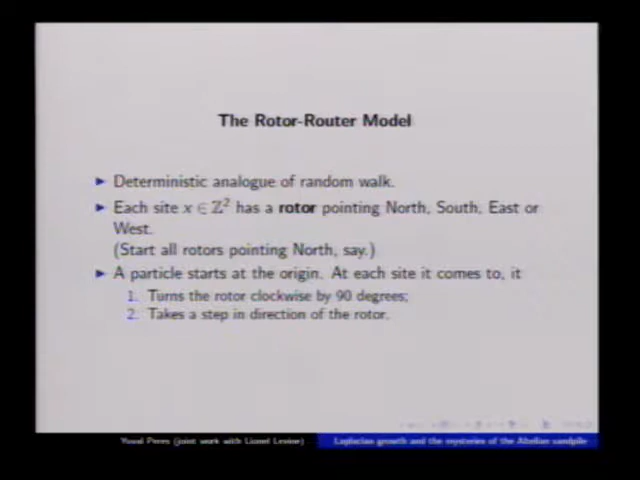 The Rotor-Router Model
▶ Deterministic analogue of random walk.
▶ Each site x ∈ ℤ² has a rotor pointing North, South, East or
West.
(Start all rotors pointing North, say.)
▶ A particle starts at the origin. At each site it comes to, it
1. Turns the rotor clockwise by 90 degrees;
2. Takes a step in direction of the rotor.
Yuval Peres (joint work with Lionel Levine) Laplacian growth and the mysteries of the Abelian sandpile